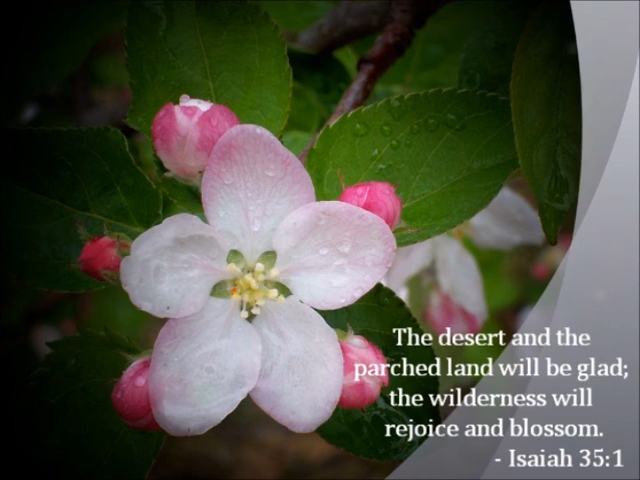 The desert and the
parched land will be glad;
the wilderness will
rejoice and blossom.
- Isaiah 35:1